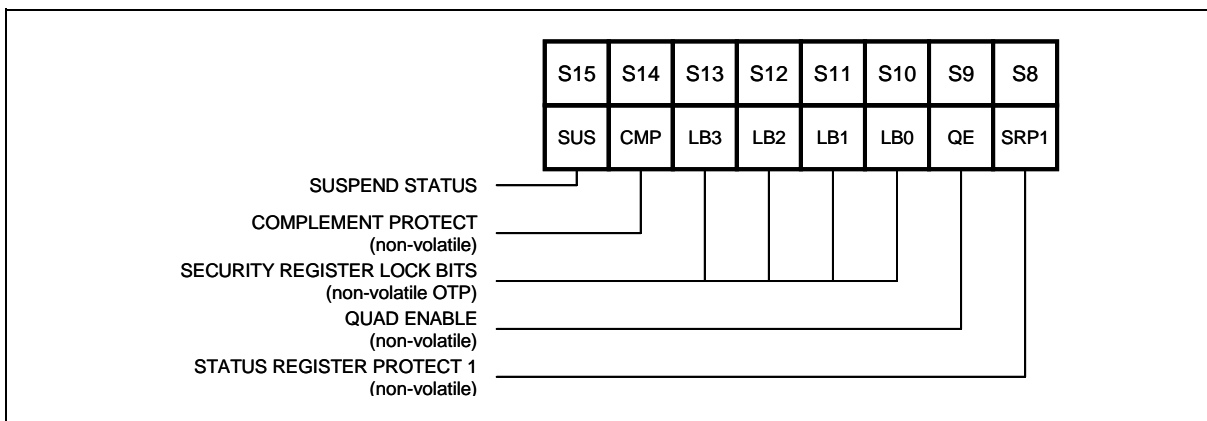 S15 S14 S13 S12 S11 S10 S9 S8
SUS CMP LB3 LB2 LB1 LB0 QE SRP1
SUSPEND STATUS
COMPLEMENT PROTECT
(non-volatile)
SECURITY REGISTER LOCK BITS
(non-volatile OTP)
QUAD ENABLE
(non-volatile)
STATUS REGISTER PROTECT 1
(non-volatile)